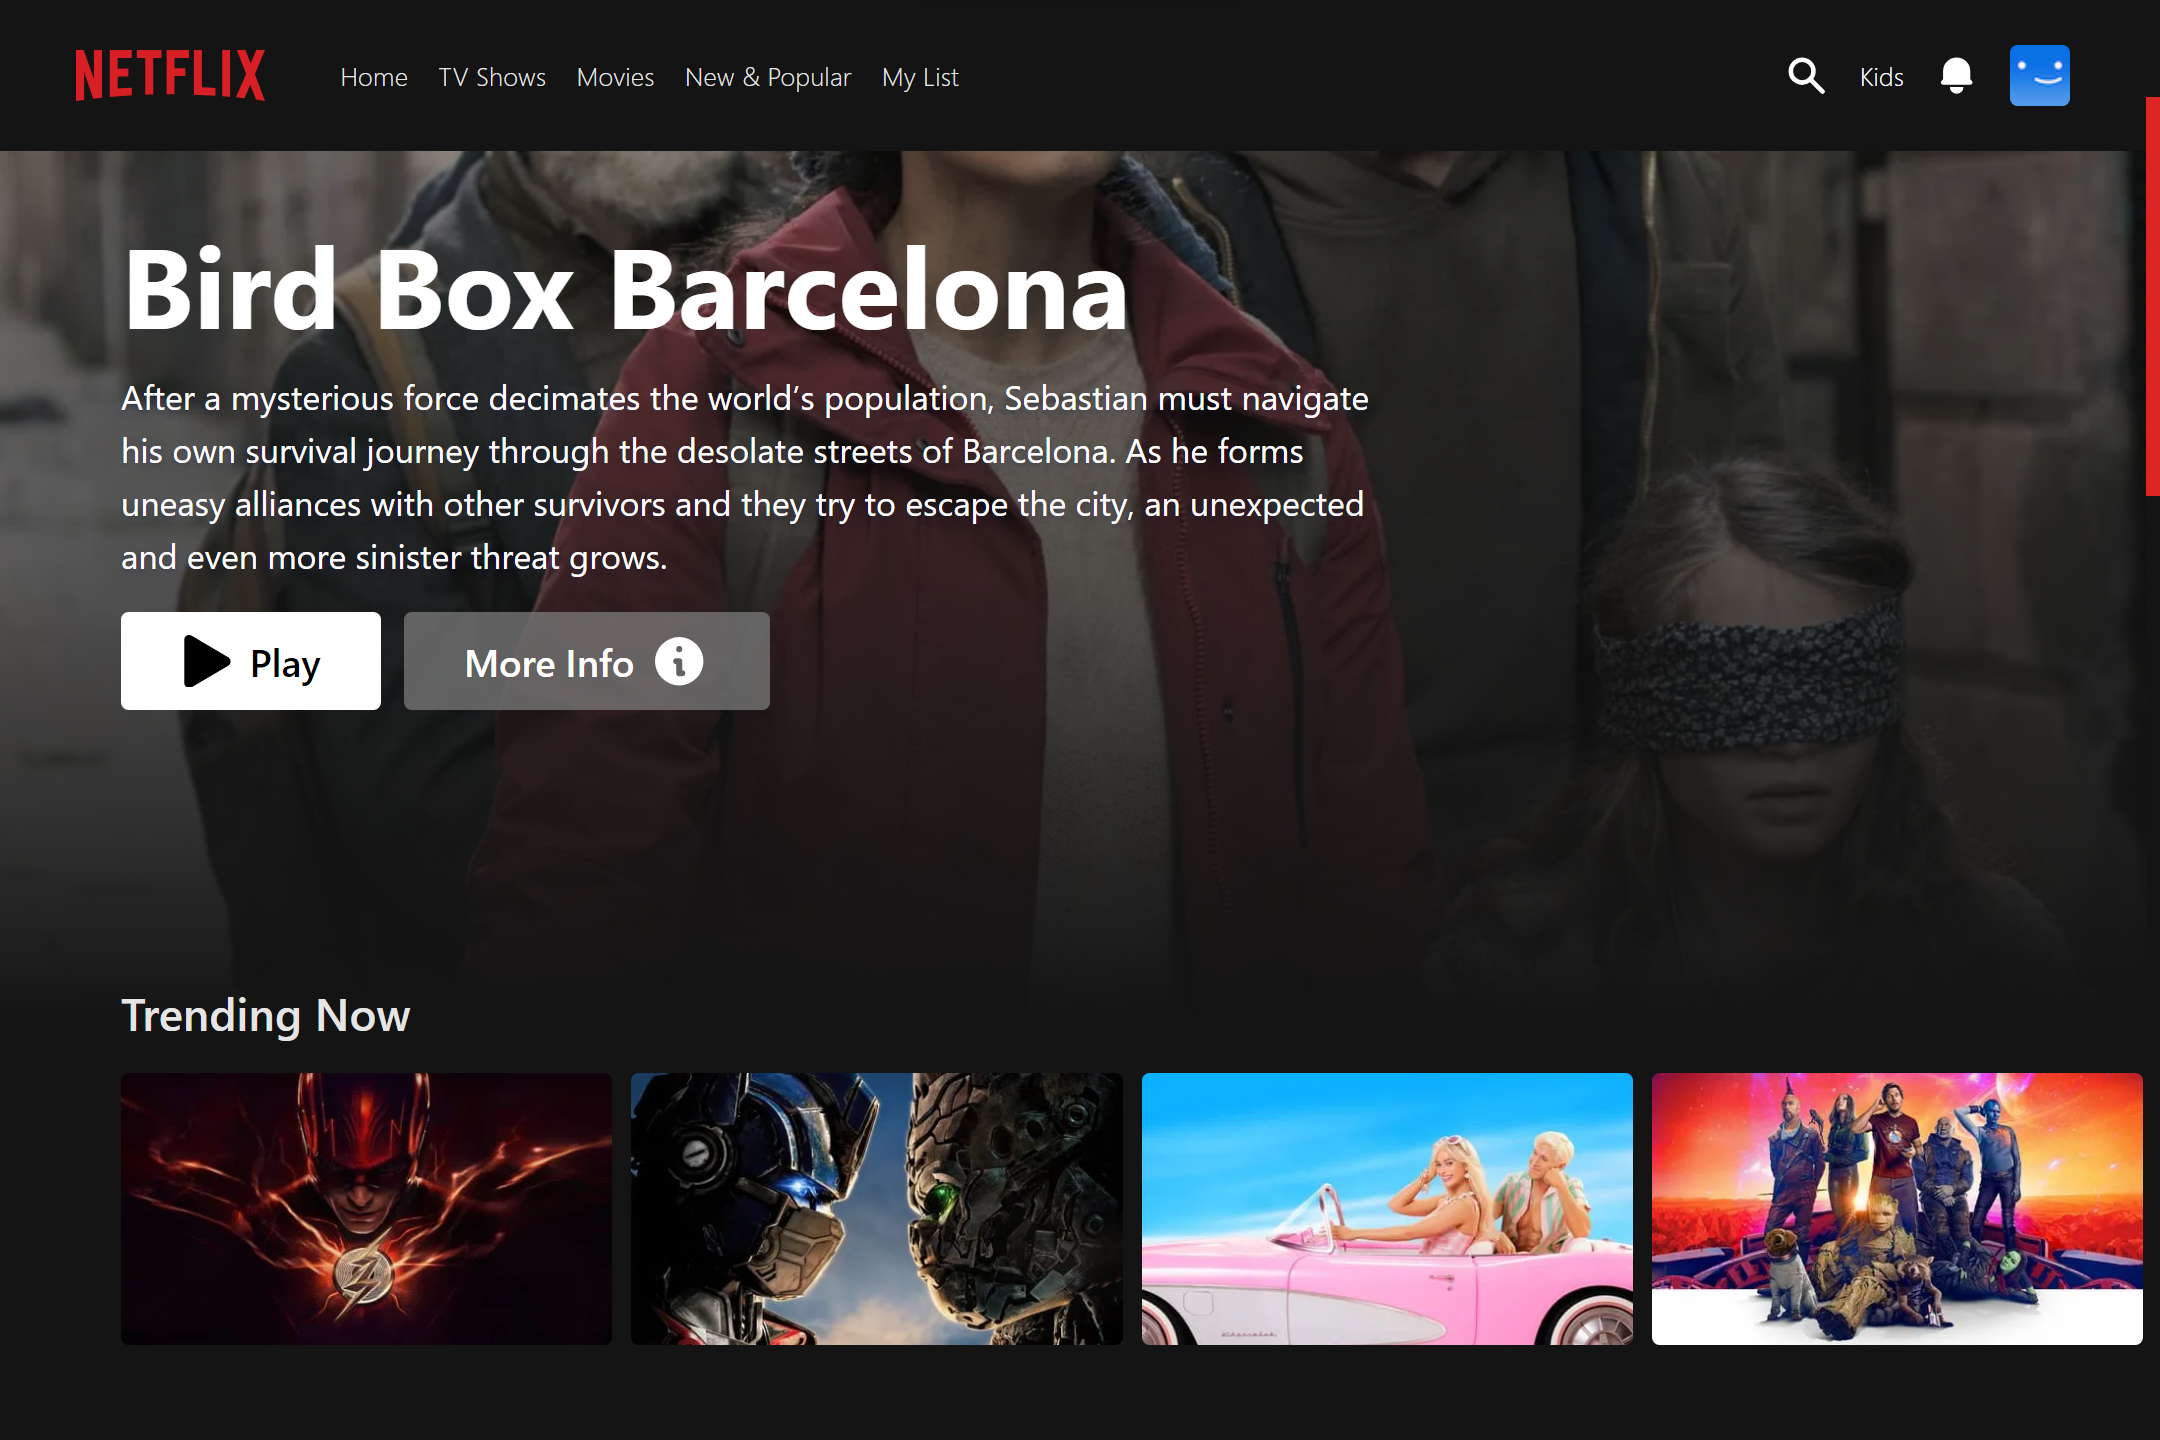 NETFLIX
Home
TV Shows
Movies
New & Popular
My List
Kids
Bird Box Barcelona
After a mysterious force decimates the world’s population, Sebastian must navigate
his own survival journey through the desolate streets of Barcelona. As he forms
uneasy alliances with other survivors and they try to escape the city, an unexpected
and even more sinister threat grows.
Play
More Info
Trending Now
Chevrolet